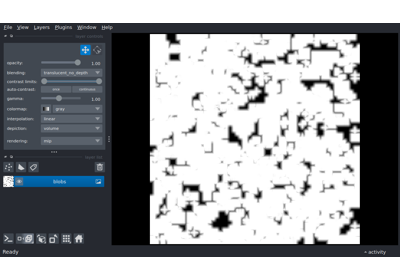 File View Layers Plugins Window Help
opacity: 1.00
blending: translucent_no_depth
contrast limits:
auto-contrast: once continuous
gamma: 1.00
colormap: gray
interpolation: linear
depiction: volume
rendering: mip
blobs
Ready
activity